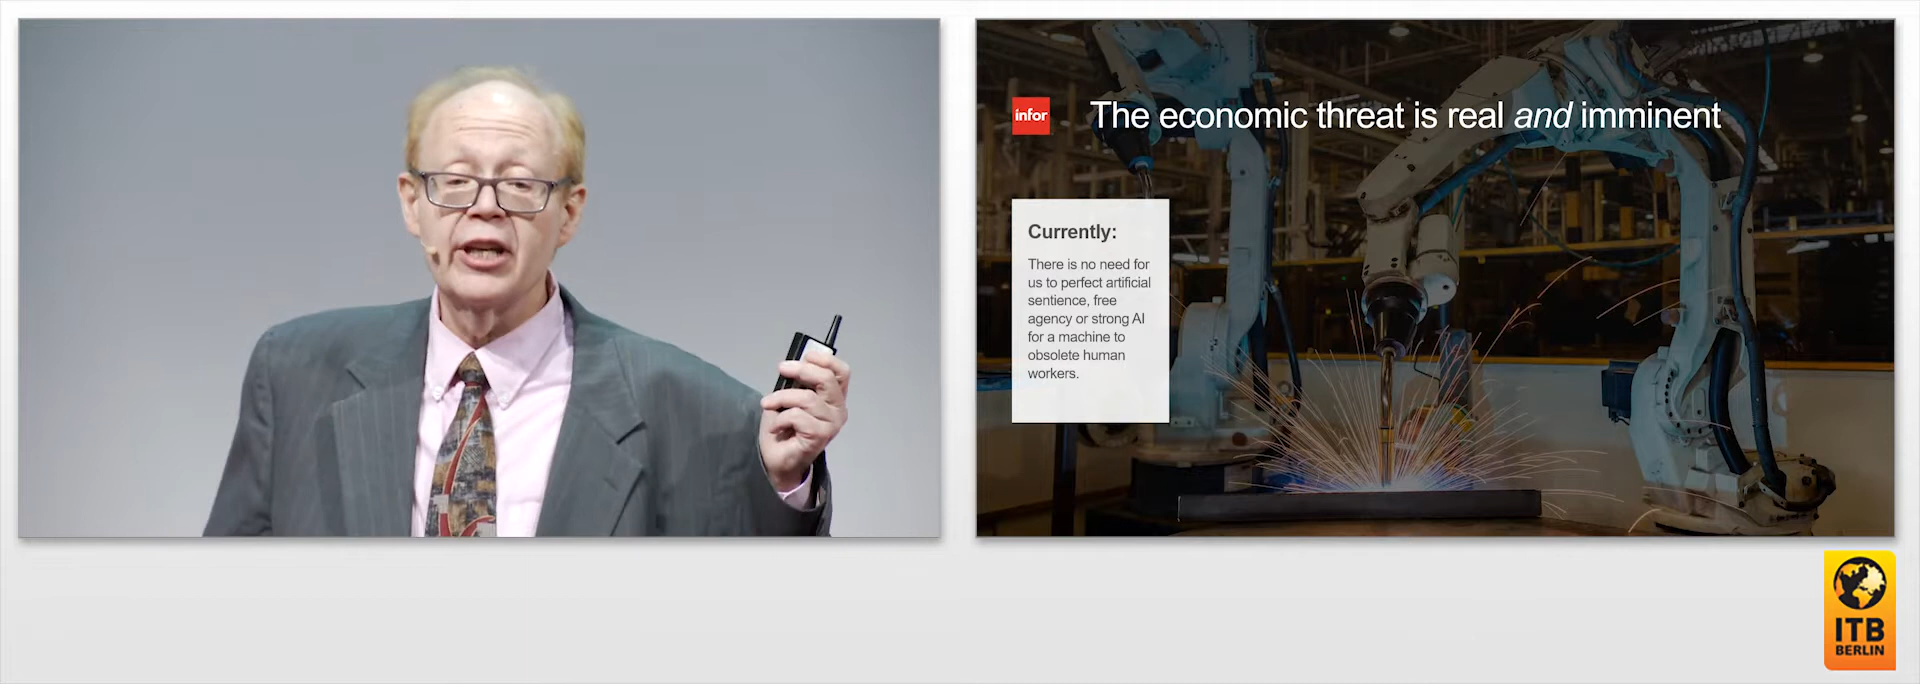 infor
The economic threat is real and imminent
Currently:
There is no need for
us to perfect artificial
sentience, free
agency or strong AI
for a machine to
obsolete human
workers.
ITB
BERLIN